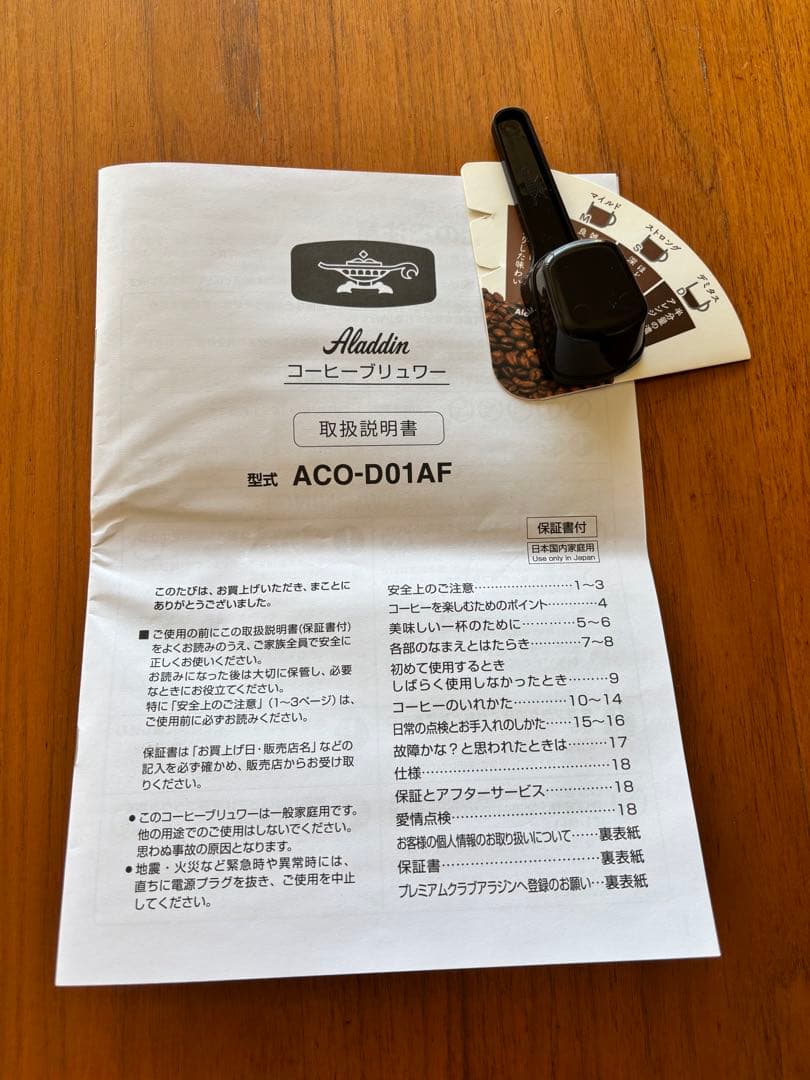 Aladdin
コーヒーブリュワー
取扱説明書
型式 ACO-D01AF
保証書付
日本国内家庭用
Use only in Japan
このたびは、お買上げいただき、まことに
ありがとうございました。
■ ご使用の前にこの取扱説明書(保証書付)
をよくお読みのうえ、ご家族全員で安全に
正しくお使いください。
お読みになった後は大切に保管し、必要
なときにお役立てください。
特に「安全上のご注意」(1〜3ページ)は、
ご使用前に必ずお読みください。
保証書は「お買上げ日・販売店名」などの
記入を必ず確かめ、販売店からお受け取
りください。
● このコーヒーブリュワーは一般家庭用です。
他の用途でのご使用はしないでください。
思わぬ事故の原因となります。
● 地震・火災など緊急時や異常時には、
直ちに電源プラグを抜き、ご使用を中止
してください。
安全上のご注意……………………1〜3
コーヒーを楽しむためのポイント…………4
美味しい一杯のために…………5〜6
各部のなまえとはたらき…………7〜8
初めて使用するとき
しばらく使用しなかったとき………9
コーヒーのいれかた…………10〜14
日常の点検とお手入れのしかた……15〜16
故障かな?と思われたときは………17
仕様……………………………………18
保証とアフターサービス……………18
愛情点検………………………………18
お客様の個人情報のお取り扱いについて……裏表紙
保証書………………………………裏表紙
プレミアムクラブアラジンへ登録のお願い…裏表紙
マイルド
M
ストロング
S
デミタス
D
深ほ
した味わい